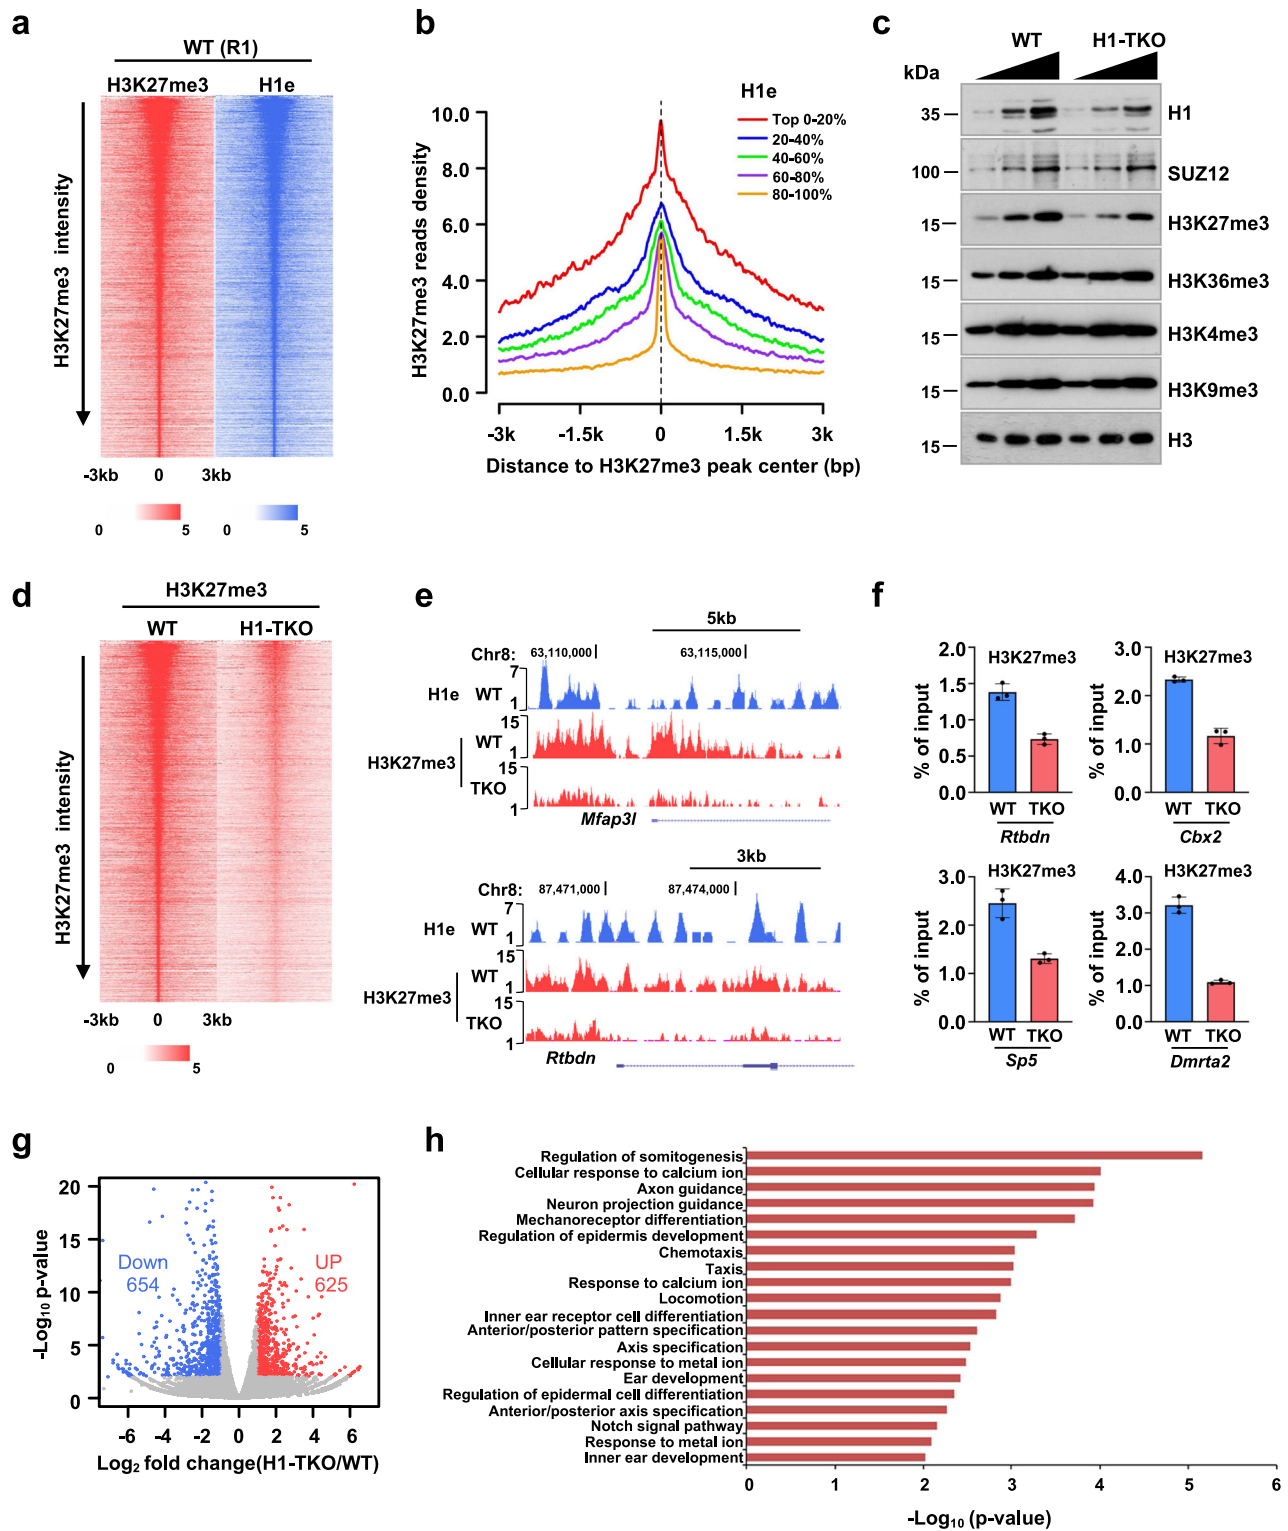 a
WT (R1)
H3K27me3 H1e
H3K27me3 intensity
-3kb 0 3kb
0 5 0 5
b
H1e
Top 0-20%
20-40%
40-60%
60-80%
80-100%
H3K27me3 reads density
10.0
8.0
6.0
4.0
2.0
0.0
-3k -1.5k 0 1.5k 3k
Distance to H3K27me3 peak center (bp)
c
WT H1-TKO
kDa
35 H1
100 SUZ12
15 H3K27me3
15 H3K36me3
15 H3K4me3
15 H3K9me3
15 H3
d
H3K27me3
WT H1-TKO
H3K27me3 intensity
-3kb 0 3kb
0 5
e
5kb
Chr8: 63,110,000 63,115,000
H1e WT 7 1
H3K27me3 WT 15 1
TKO 15 1
Mfap3l
3kb
Chr8: 87,471,000 87,474,000
H1e WT 7 1
H3K27me3 WT 15 1
TKO 15 1
Rtbdn
f
H3K27me3
% of input
2.0
1.5
1.0
0.5
0.0
WT TKO
Rtbdn
H3K27me3
% of input
3.0
2.0
1.0
0.0
WT TKO
Cbx2
H3K27me3
% of input
3.0
2.0
1.0
0.0
WT TKO
Sp5
H3K27me3
% of input
4.0
3.0
2.0
1.0
0.0
WT TKO
Dmrta2
g
-Log₁₀ p-value
20
15
10
5
0
Down
654
UP
625
-6 -4 -2 0 2 4 6
Log₂ fold change(H1-TKO/WT)
h
Regulation of somitogenesis
Cellular response to calcium ion
Axon guidance
Neuron projection guidance
Mechanoreceptor differentiation
Regulation of epidermis development
Chemotaxis
Taxis
Response to calcium ion
Locomotion
Inner ear receptor cell differentiation
Anterior/posterior pattern specification
Axis specification
Cellular response to metal ion
Ear development
Regulation of epidermal cell differentiation
Anterior/posterior axis specification
Notch signal pathway
Response to metal ion
Inner ear development
0 1 2 3 4 5 6
-Log₁₀ (p-value)